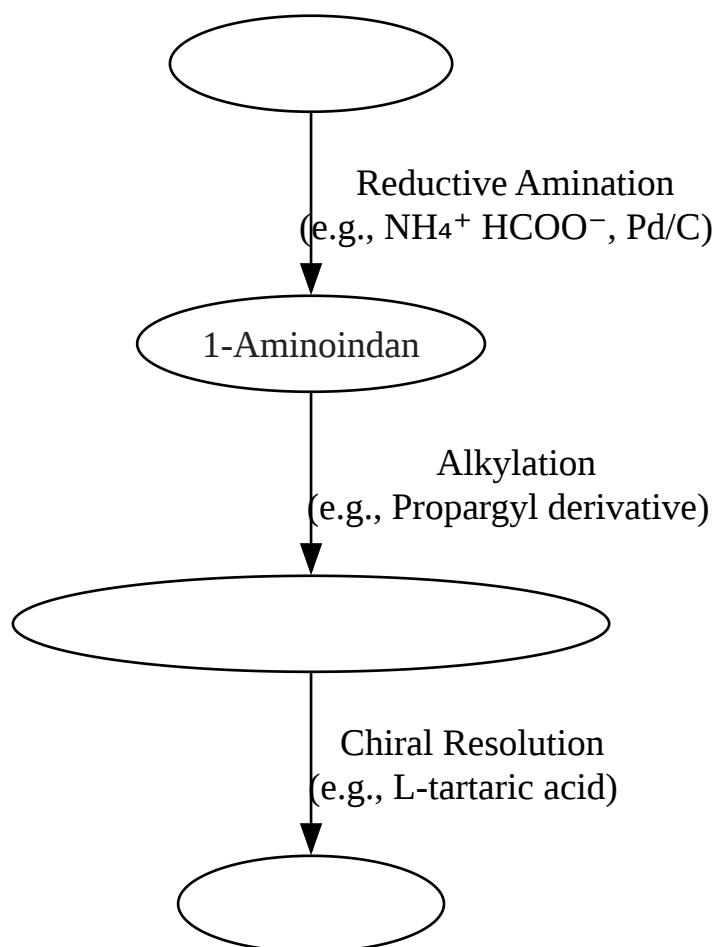 Reductive Amination
(e.g., NH₄⁺ HCOO⁻, Pd/C)
1-Aminoindan
Alkylation
(e.g., Propargyl derivative)
Chiral Resolution
(e.g., L-tartaric acid)